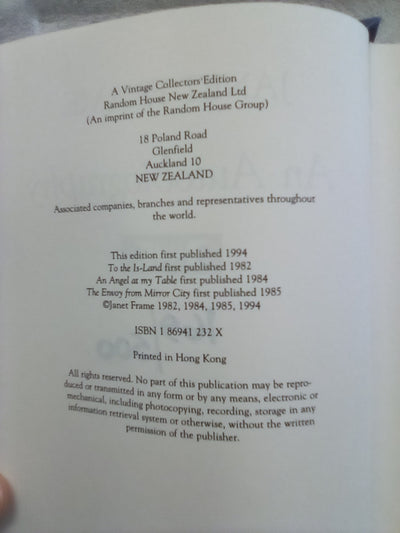 A Vintage Collectors' Edition
Random House New Zealand Ltd
(An imprint of the Random House Group)
18 Poland Road
Glenfield
Auckland 10
NEW ZEALAND
Associated companies, branches and representatives throughout
the world.
This edition first published 1994
To the Is-Land first published 1982
An Angel at my Table first published 1984
The Envoy from Mirror City first published 1985
©Janet Frame 1982, 1984, 1985, 1994
ISBN 1 86941 232 X
Printed in Hong Kong
All rights reserved. No part of this publication may be repro-
duced or transmitted in any form or by any means, electronic or
mechanical, including photocopying, recording, storage in any
information retrieval system or otherwise, without the written
permission of the publisher.